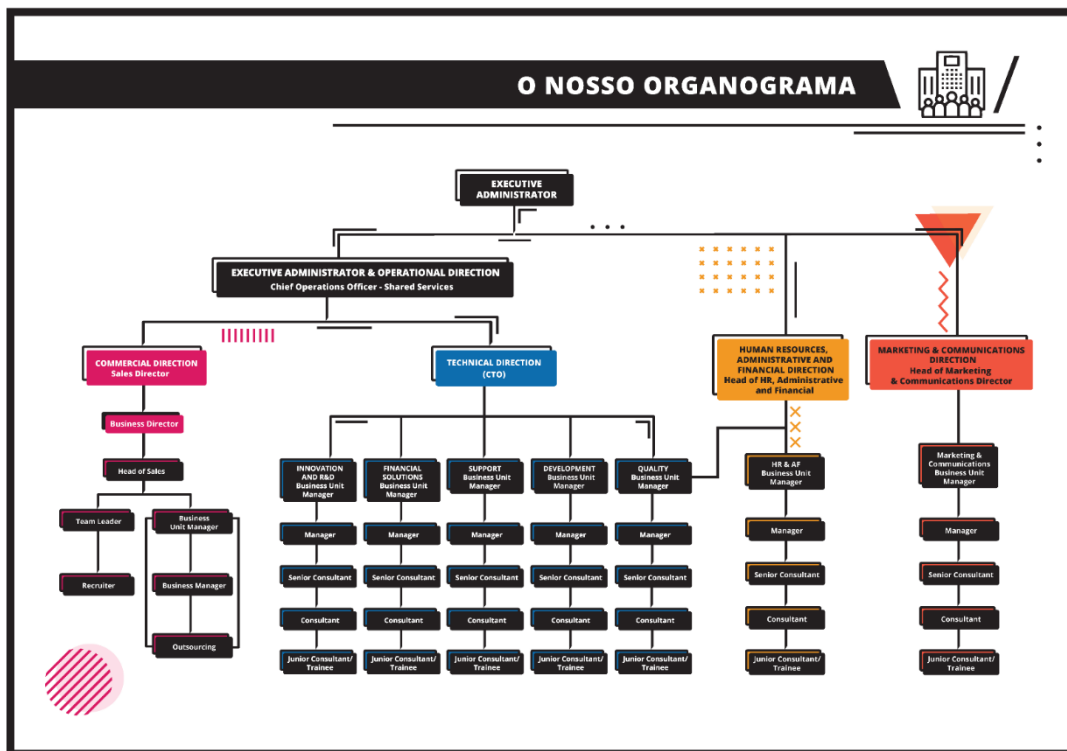 O NOSSO ORGANOGRAMA
EXECUTIVE
ADMINISTRATOR
EXECUTIVE ADMINISTRATOR & OPERATIONAL DIRECTION
Chief Operations Officer - Shared Services
COMMERCIAL DIRECTION
Sales Director
TECHNICAL DIRECTION
(CTO)
HUMAN RESOURCES,
ADMINISTRATIVE AND
FINANCIAL DIRECTION
Head of HR, Administrative
and Financial
MARKETING & COMMUNICATIONS
DIRECTION
Head of Marketing
& Communications Director
Business Director
Head of Sales
Team Leader
Recruiter
Business
Unit Manager
Business Manager
Outsourcing
INNOVATION
AND R&D
Business Unit
Manager
Manager
Senior Consultant
Consultant
Junior Consultant/
Trainee
FINANCIAL
SOLUTIONS
Business Unit
Manager
Manager
Senior Consultant
Consultant
Junior Consultant/
Trainee
SUPPORT
Business Unit
Manager
Manager
Senior Consultant
Consultant
Junior Consultant/
Trainee
DEVELOPMENT
Business Unit
Manager
Manager
Senior Consultant
Consultant
Junior Consultant/
Trainee
QUALITY
Business Unit
Manager
Manager
Senior Consultant
Consultant
Junior Consultant/
Trainee
HR & AF
Business Unit
Manager
Manager
Senior Consultant
Consultant
Junior Consultant/
Trainee
Marketing &
Communications
Business Unit
Manager
Manager
Senior Consultant
Consultant
Junior Consultant/
Trainee